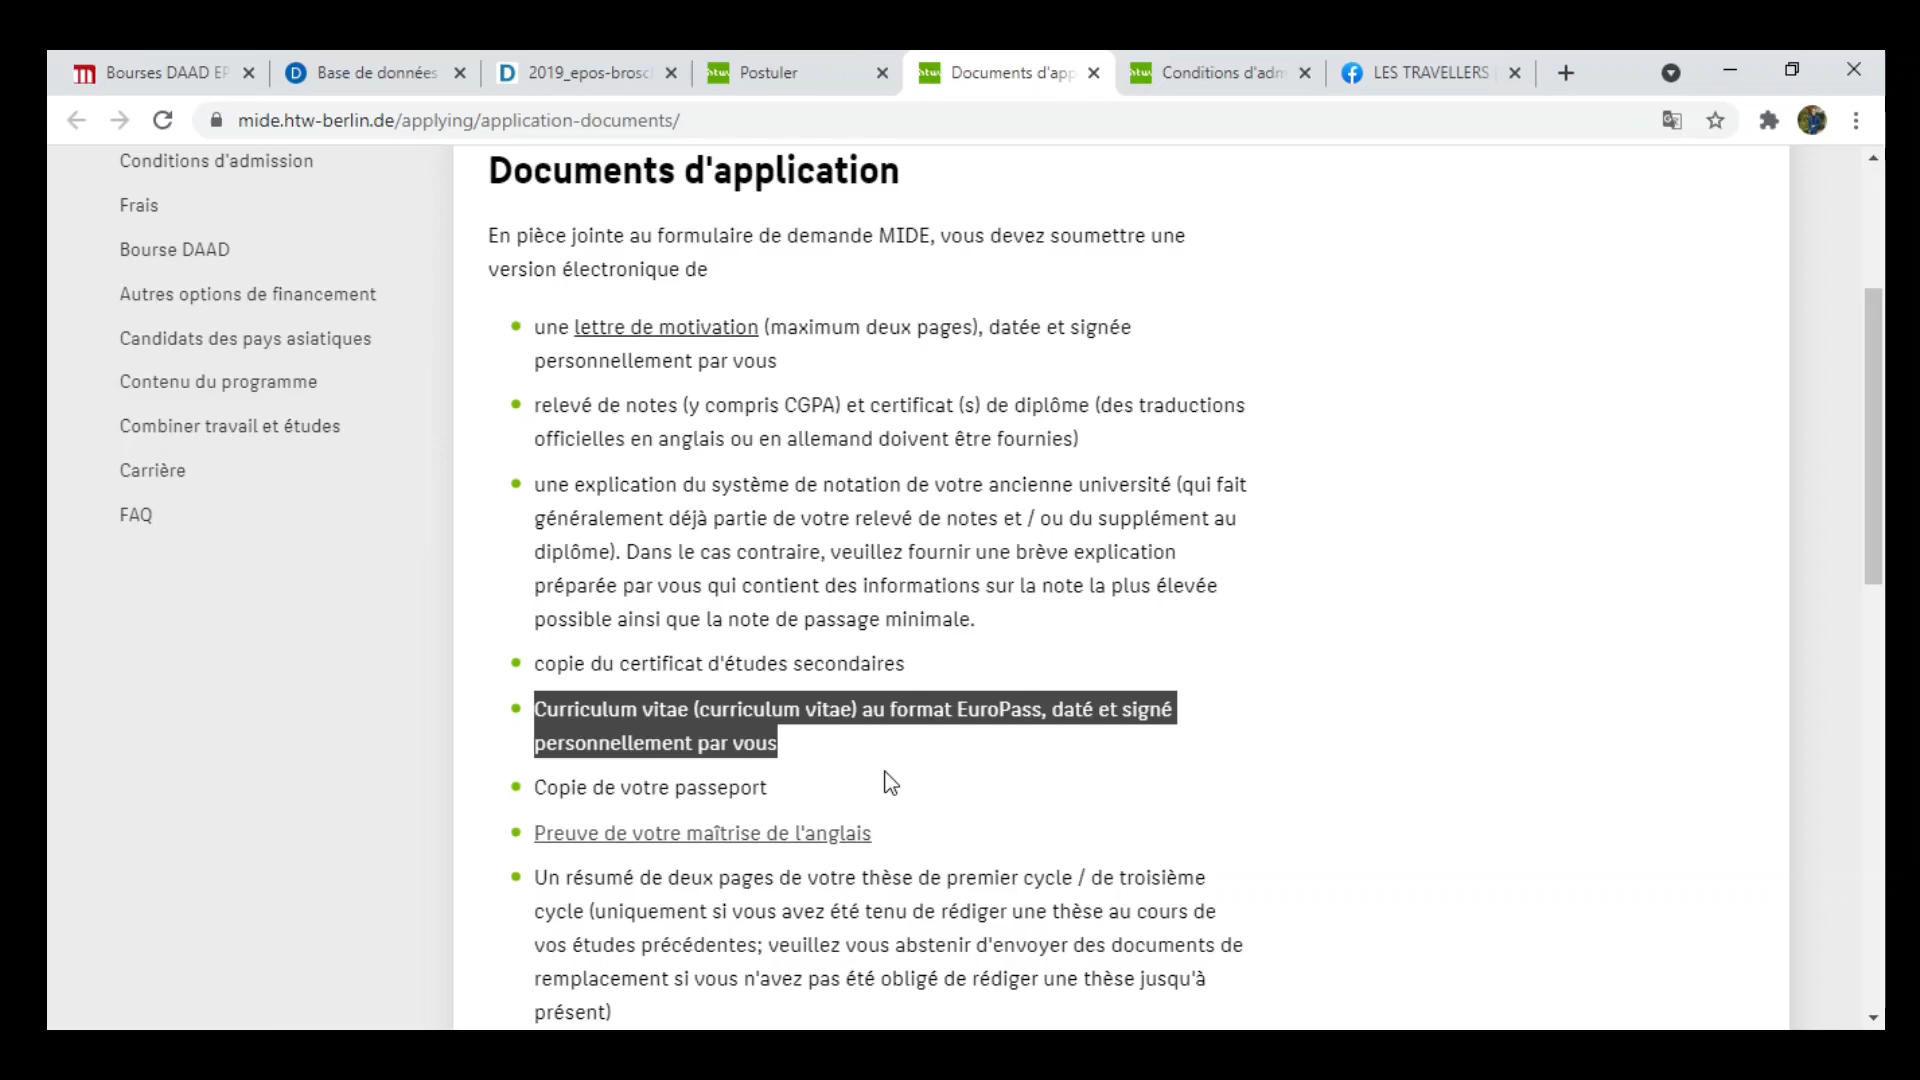 Bourses DAAD EP
Base de données
2019_epos-brosc
Postuler
Documents d'app
Conditions d'adm
LES TRAVELLERS
mide.htw-berlin.de/applying/application-documents/
Conditions d'admission
Frais
Bourse DAAD
Autres options de financement
Candidats des pays asiatiques
Contenu du programme
Combiner travail et études
Carrière
FAQ
Documents d'application
En pièce jointe au formulaire de demande MIDE, vous devez soumettre une
version électronique de
une lettre de motivation (maximum deux pages), datée et signée
personnellement par vous
relevé de notes (y compris CGPA) et certificat (s) de diplôme (des traductions
officielles en anglais ou en allemand doivent être fournies)
une explication du système de notation de votre ancienne université (qui fait
généralement déjà partie de votre relevé de notes et / ou du supplément au
diplôme). Dans le cas contraire, veuillez fournir une brève explication
préparée par vous qui contient des informations sur la note la plus élevée
possible ainsi que la note de passage minimale.
copie du certificat d'études secondaires
Curriculum vitae (curriculum vitae) au format EuroPass, daté et signé
personnellement par vous
Copie de votre passeport
Preuve de votre maîtrise de l'anglais
Un résumé de deux pages de votre thèse de premier cycle / de troisième
cycle (uniquement si vous avez été tenu de rédiger une thèse au cours de
vos études précédentes; veuillez vous abstenir d'envoyer des documents de
remplacement si vous n'avez pas été obligé de rédiger une thèse jusqu'à
présent)